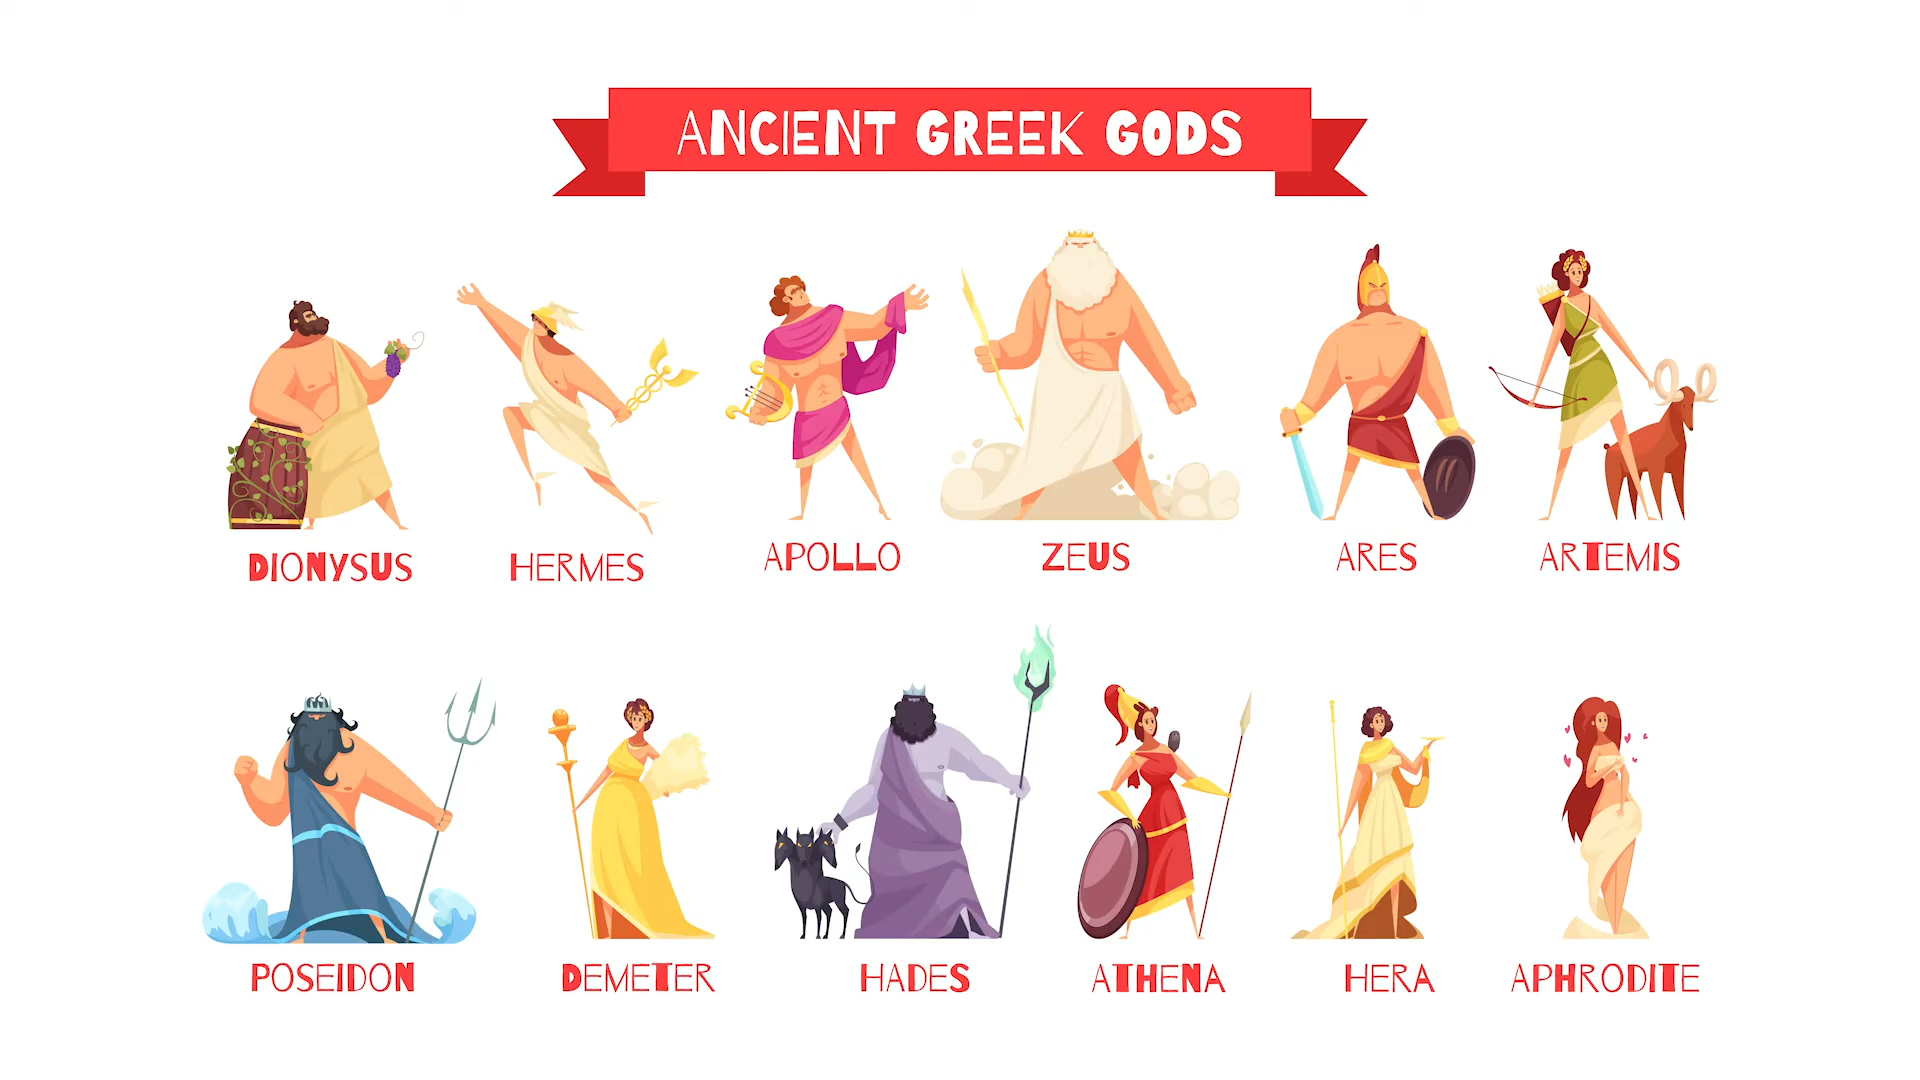 ANCIENT GREEK GODS
DIONYSUS
HERMES
APOLLO
ZEUS
ARES
ARTEMIS
POSEIDON
DEMETER
HADES
ATHENA
HERA
APHRODITE